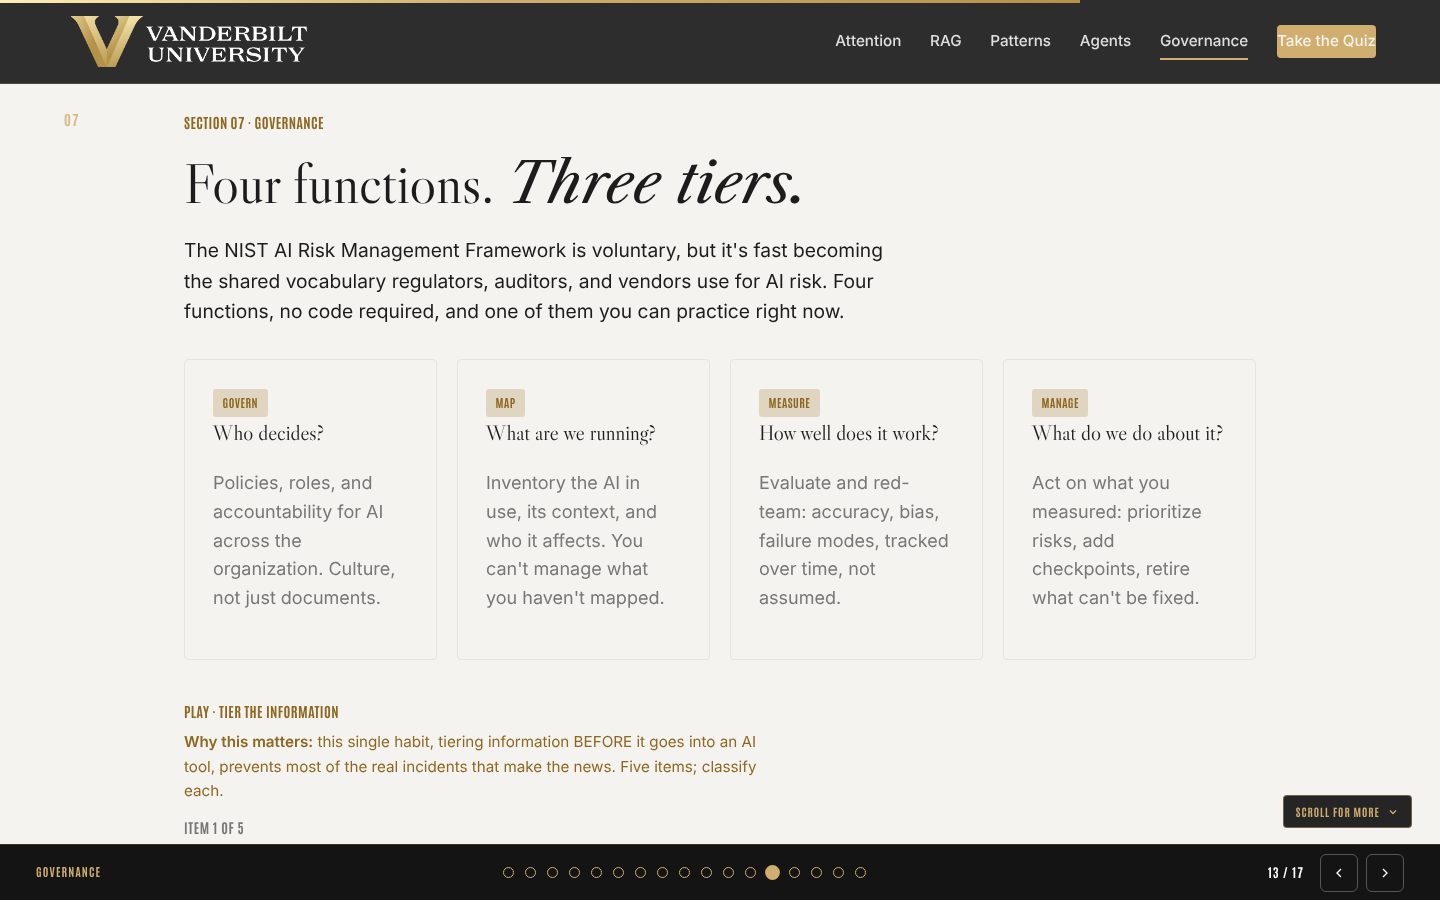 VANDERBILT
UNIVERSITY
Attention
RAG
Patterns
Agents
Governance
Take the Quiz
07
SECTION 07 · GOVERNANCE
Four functions. Three tiers.
The NIST AI Risk Management Framework is voluntary, but it's fast becoming
the shared vocabulary regulators, auditors, and vendors use for AI risk. Four
functions, no code required, and one of them you can practice right now.
GOVERN
Who decides?
Policies, roles, and
accountability for AI
across the
organization. Culture,
not just documents.
MAP
What are we running?
Inventory the AI in
use, its context, and
who it affects. You
can't manage what
you haven't mapped.
MEASURE
How well does it work?
Evaluate and red-
team: accuracy, bias,
failure modes, tracked
over time, not
assumed.
MANAGE
What do we do about it?
Act on what you
measured: prioritize
risks, add
checkpoints, retire
what can't be fixed.
PLAY · TIER THE INFORMATION
Why this matters: this single habit, tiering information BEFORE it goes into an AI
tool, prevents most of the real incidents that make the news. Five items; classify
each.
ITEM 1 OF 5
SCROLL FOR MORE
GOVERNANCE
13 / 17